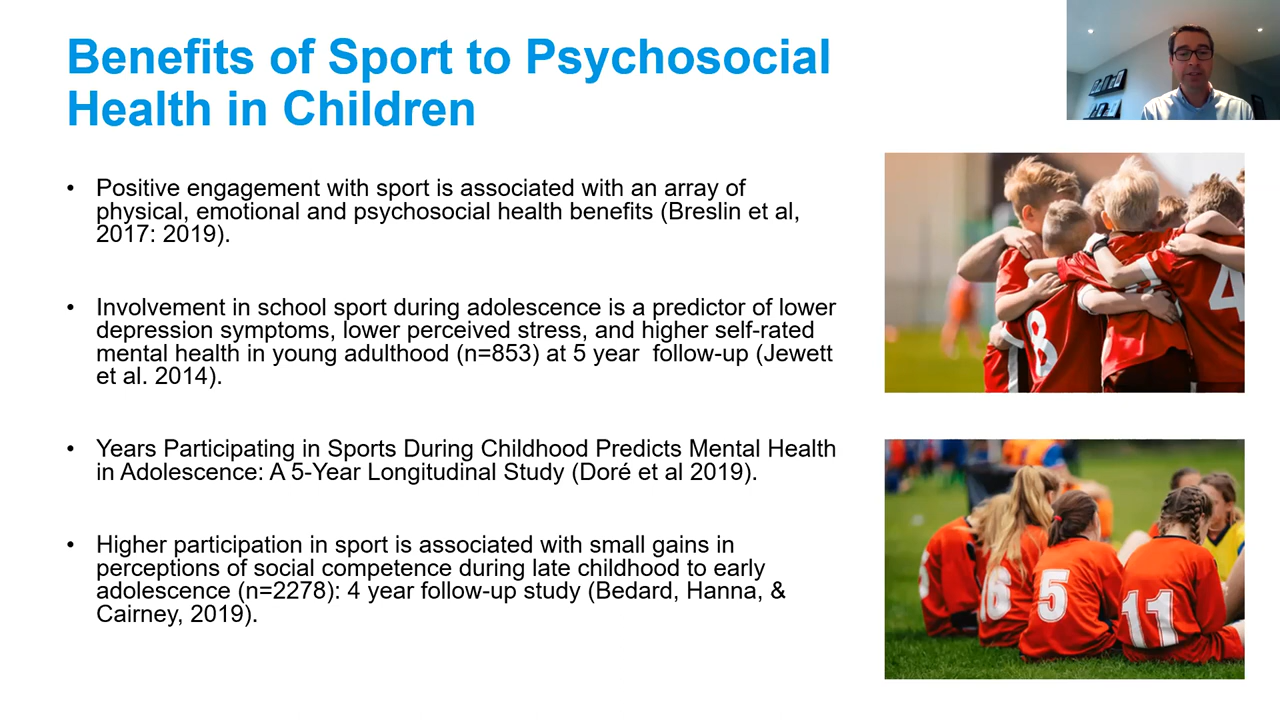 Benefits of Sport to Psychosocial
Health in Children
• Positive engagement with sport is associated with an array of
physical, emotional and psychosocial health benefits (Breslin et al,
2017: 2019).
• Involvement in school sport during adolescence is a predictor of lower
depression symptoms, lower perceived stress, and higher self-rated
mental health in young adulthood (n=853) at 5 year follow-up (Jewett
et al. 2014).
• Years Participating in Sports During Childhood Predicts Mental Health
in Adolescence: A 5-Year Longitudinal Study (Doré et al 2019).
• Higher participation in sport is associated with small gains in
perceptions of social competence during late childhood to early
adolescence (n=2278): 4 year follow-up study (Bedard, Hanna, &
Cairney, 2019).
8
4
6
5
11